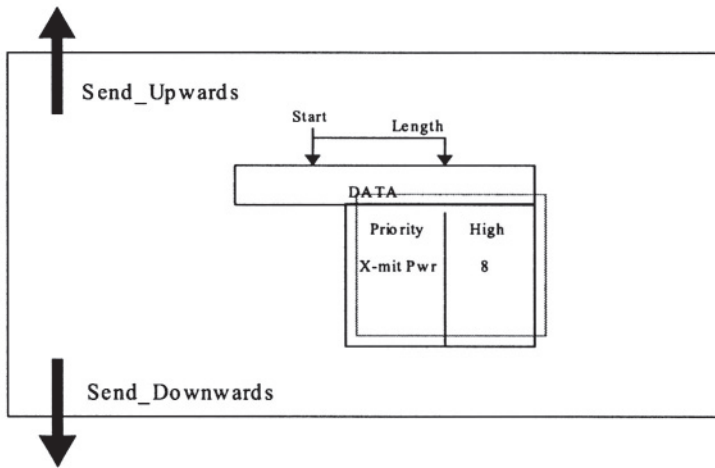 Send_Upwards
Start
Length
DATA
Priority High
X-mit Pwr 8
Send_Downwards